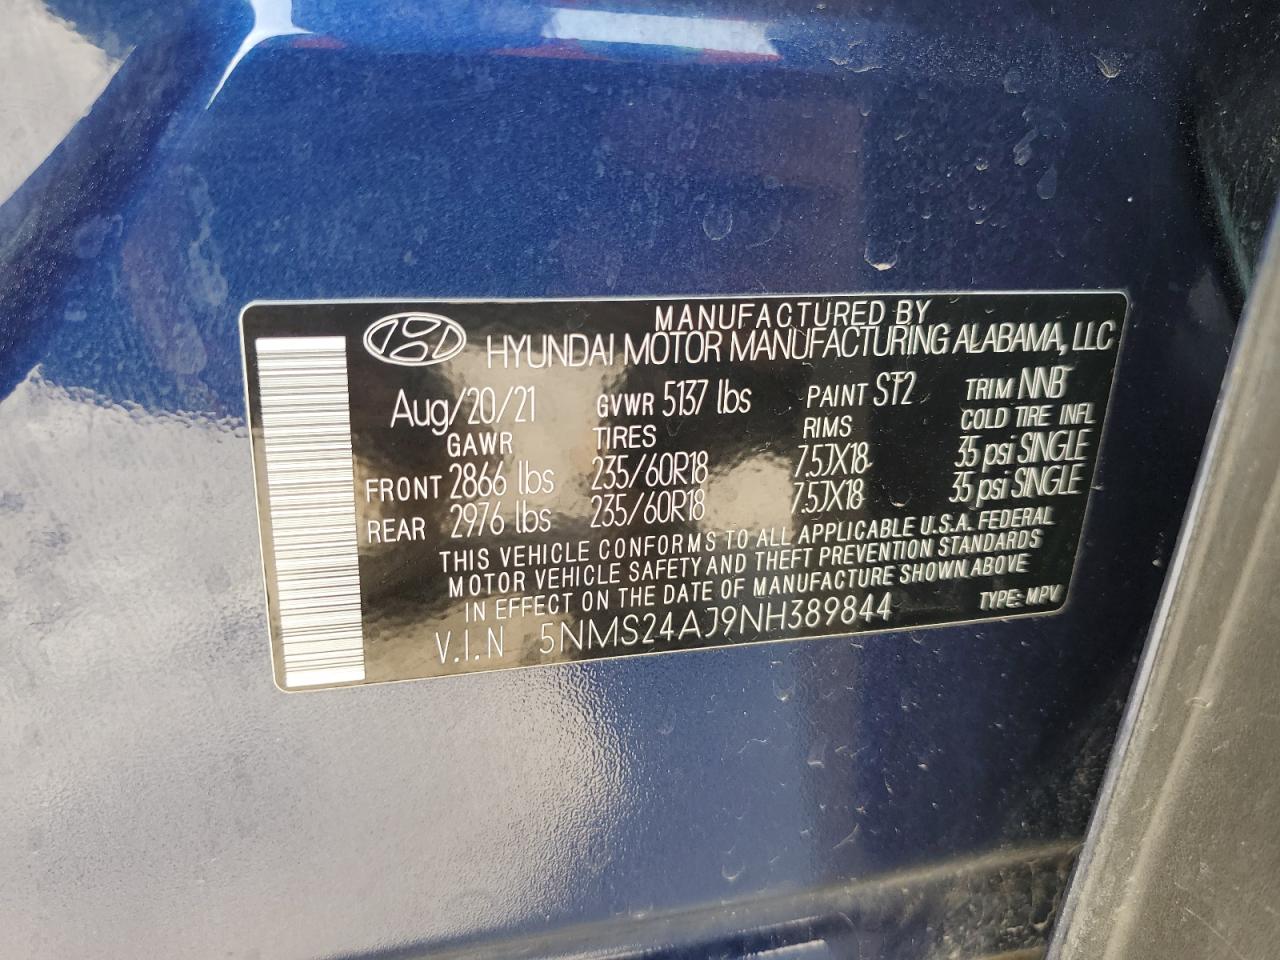 MANUFACTURED BY
HYUNDAI MOTOR MANUFACTURING ALABAMA, LLC
Aug/20/21 GVWR 5137 lbs PAINT ST2 TRIM NNB
GAWR TIRES RIMS COLD TIRE INFL
FRONT 2866 lbs 235/60R18 7.5JX18 35 psi SINGLE
REAR 2976 lbs 235/60R18 7.5JX18 35 psi SINGLE
THIS VEHICLE CONFORMS TO ALL APPLICABLE U.S.A. FEDERAL
MOTOR VEHICLE SAFETY AND THEFT PREVENTION STANDARDS
IN EFFECT ON THE DATE OF MANUFACTURE SHOWN ABOVE
V.I.N 5NMS24AJ9NH389844 TYPE: MPV